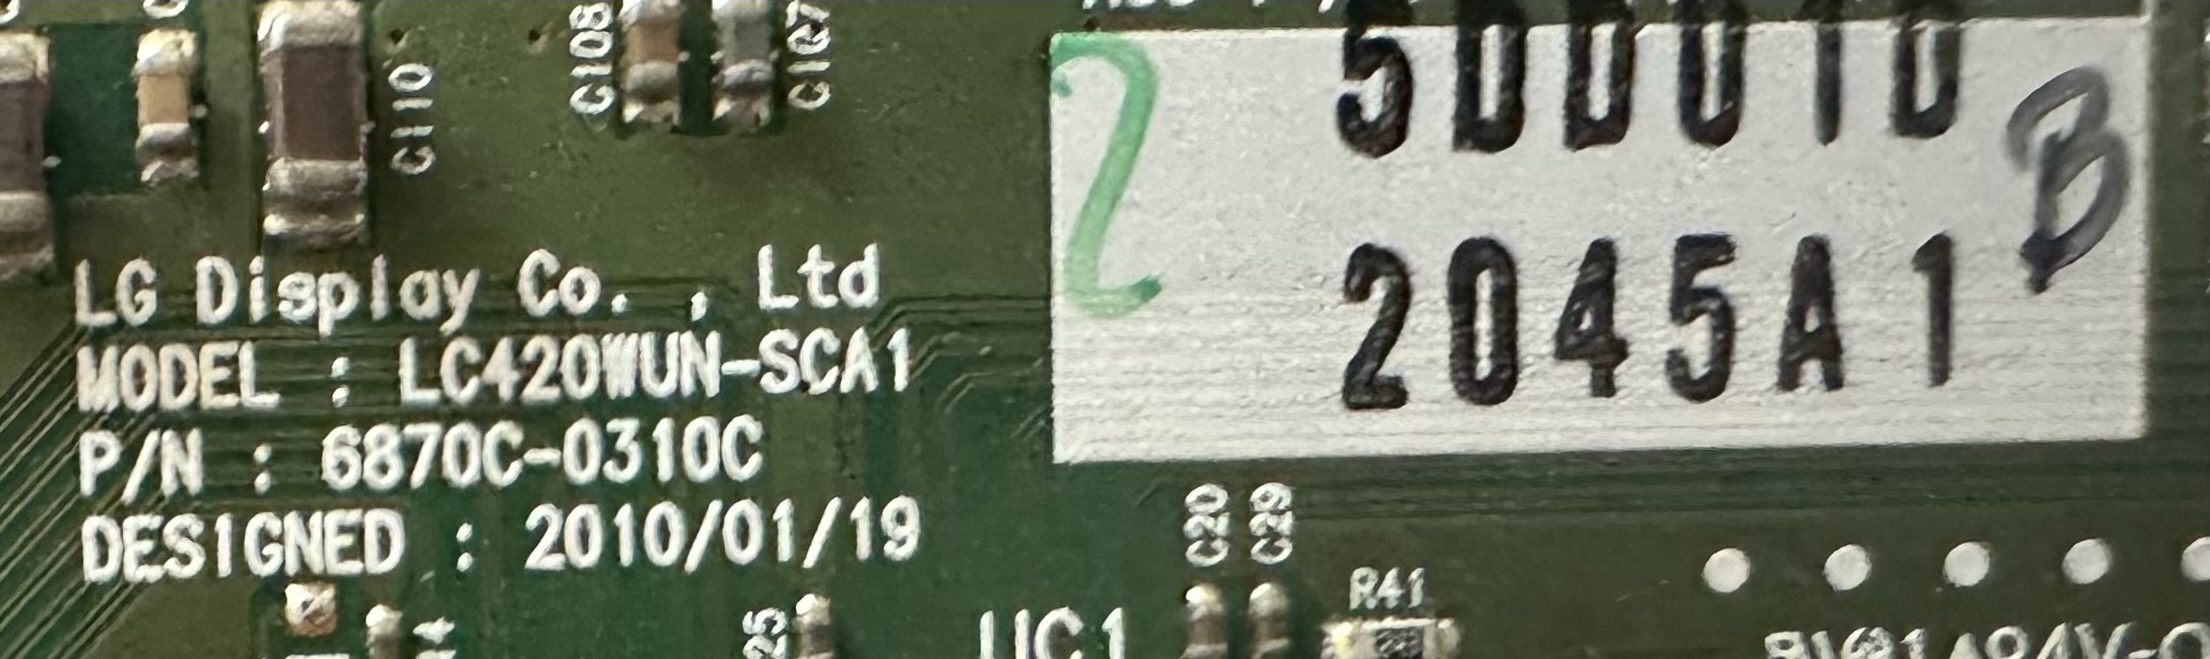 C108
C107
C110
LG Display Co. , Ltd
MODEL : LC420WUN-SCA1
P/N : 6870C-0310C
DESIGNED : 2010/01/19
2
B
2045A1
C20
C29
R41
UC1